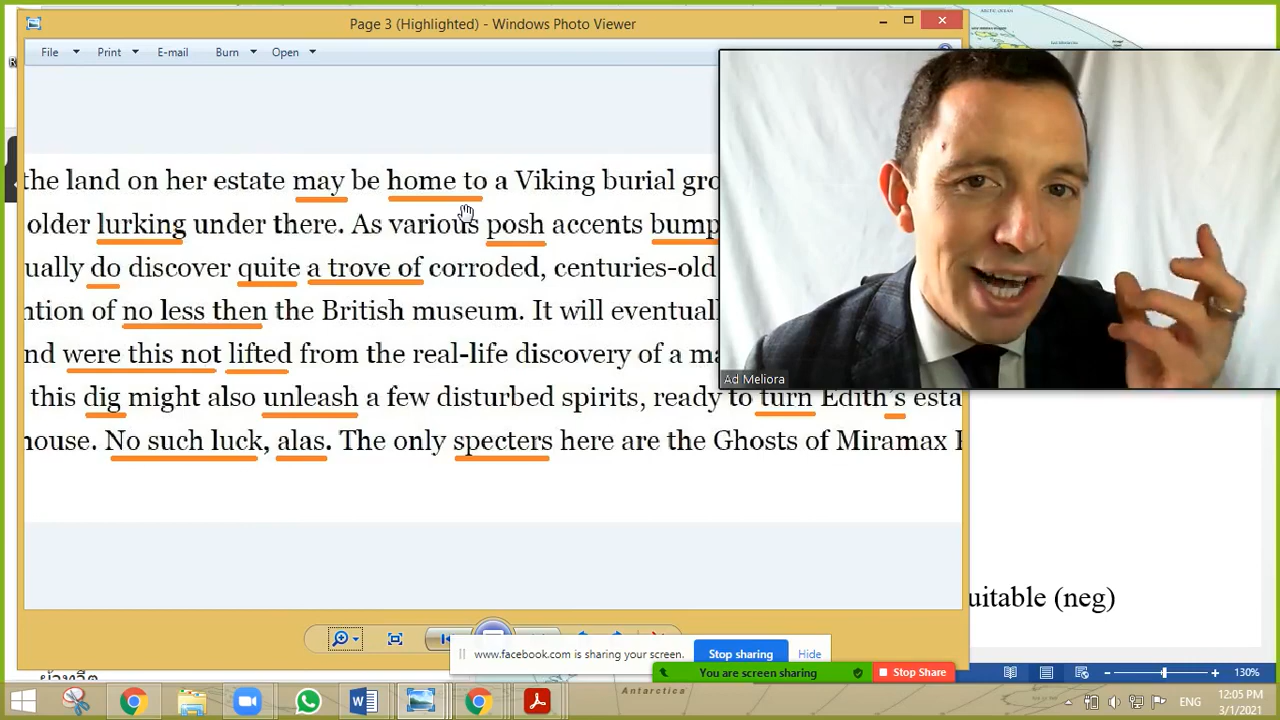 Page 3 (Highlighted) - Windows Photo Viewer
File Print E-mail Burn Open
ARCTIC OCEAN
the land on her estate may be home to a Viking burial gro
older lurking under there. As various posh accents bump
ually do discover quite a trove of corroded, centuries-old
ntion of no less then the British museum. It will eventuall
nd were this not lifted from the real-life discovery of a ma
this dig might also unleash a few disturbed spirits, ready to turn Edith's esta
house. No such luck, alas. The only specters here are the Ghosts of Miramax
Ad Meliora
uitable (neg)
www.facebook.com is sharing your screen. Stop sharing Hide
You are screen sharing Stop Share
130%
Antarctica
ENG
12:05 PM
3/1/2021